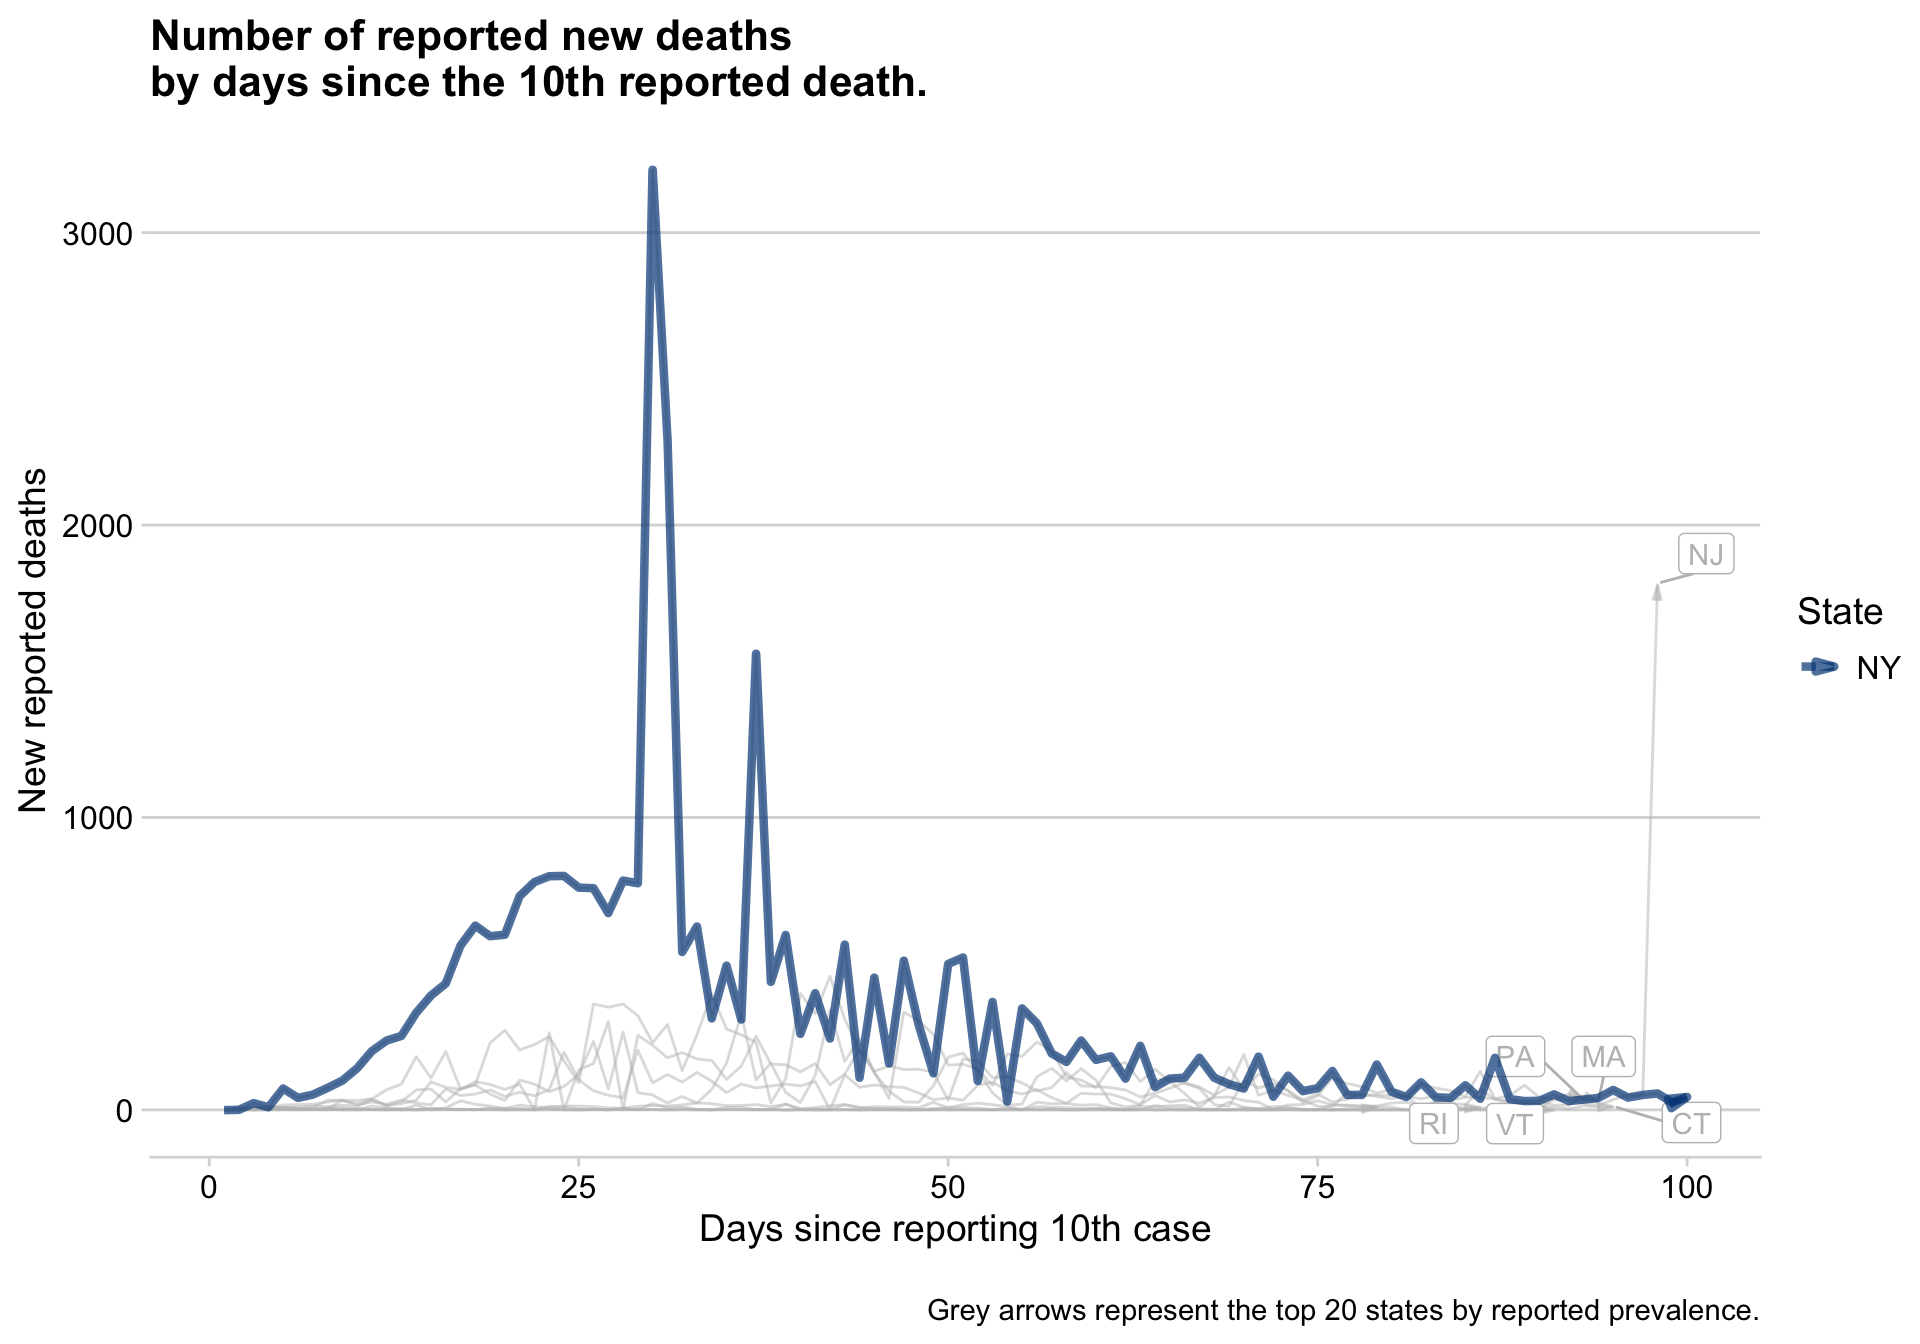 Number of reported new deaths
by days since the 10th reported death.
New reported deaths
3000
2000
1000
0
NJ
PA
MA
RI
VT
CT
State
NY
0
25
50
75
100
Days since reporting 10th case
Grey arrows represent the top 20 states by reported prevalence.